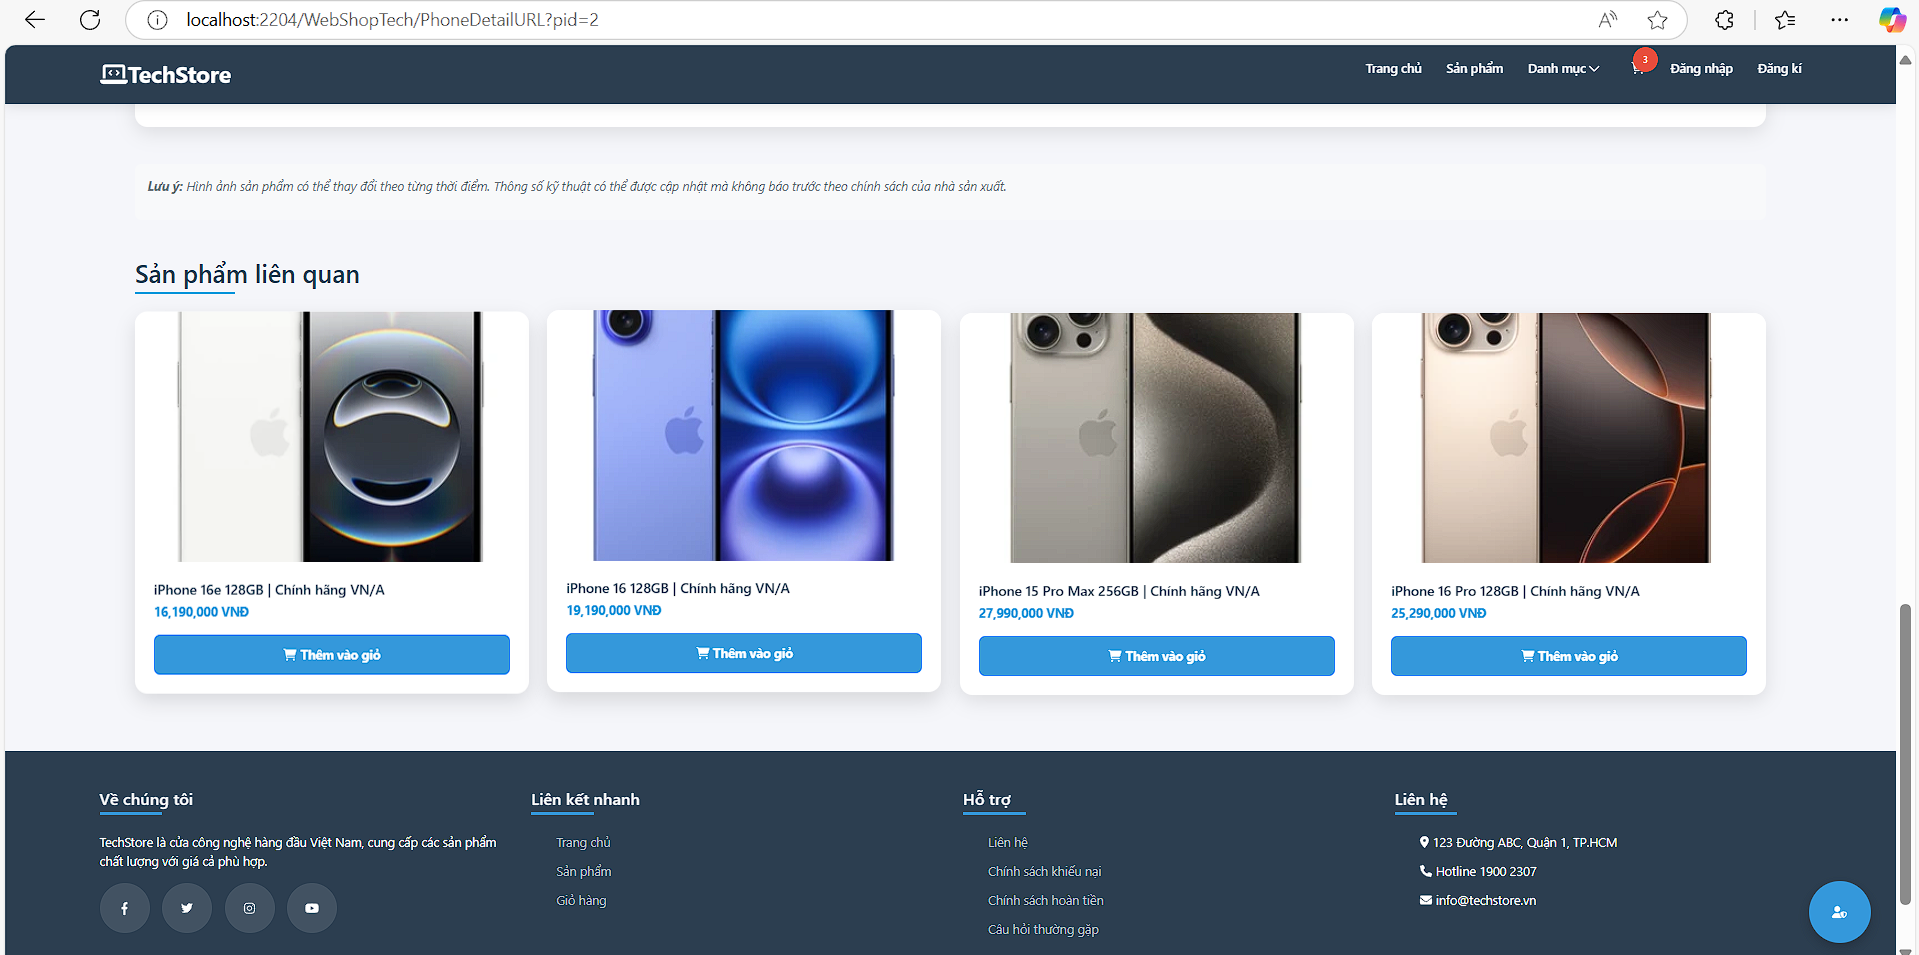 localhost:2204/WebShopTech/PhoneDetailURL?pid=2
TechStore
Trang chủ
Sản phẩm
Danh mục
3
Đăng nhập
Đăng kí
Lưu ý: Hình ảnh sản phẩm có thể thay đổi theo từng thời điểm. Thông số kỹ thuật có thể được cập nhật mà không báo trước theo chính sách của nhà sản xuất.
Sản phẩm liên quan
iPhone 16e 128GB | Chính hãng VN/A
16,190,000 VNĐ
Thêm vào giỏ
iPhone 16 128GB | Chính hãng VN/A
19,190,000 VNĐ
Thêm vào giỏ
iPhone 15 Pro Max 256GB | Chính hãng VN/A
27,990,000 VNĐ
Thêm vào giỏ
iPhone 16 Pro 128GB | Chính hãng VN/A
25,290,000 VNĐ
Thêm vào giỏ
Về chúng tôi
TechStore là cửa công nghệ hàng đầu Việt Nam, cung cấp các sản phẩm
chất lượng với giá cả phù hợp.
Liên kết nhanh
Trang chủ
Sản phẩm
Giỏ hàng
Hỗ trợ
Liên hệ
Chính sách khiếu nại
Chính sách hoàn tiền
Câu hỏi thường gặp
Liên hệ
123 Đường ABC, Quận 1, TP.HCM
Hotline 1900 2307
info@techstore.vn